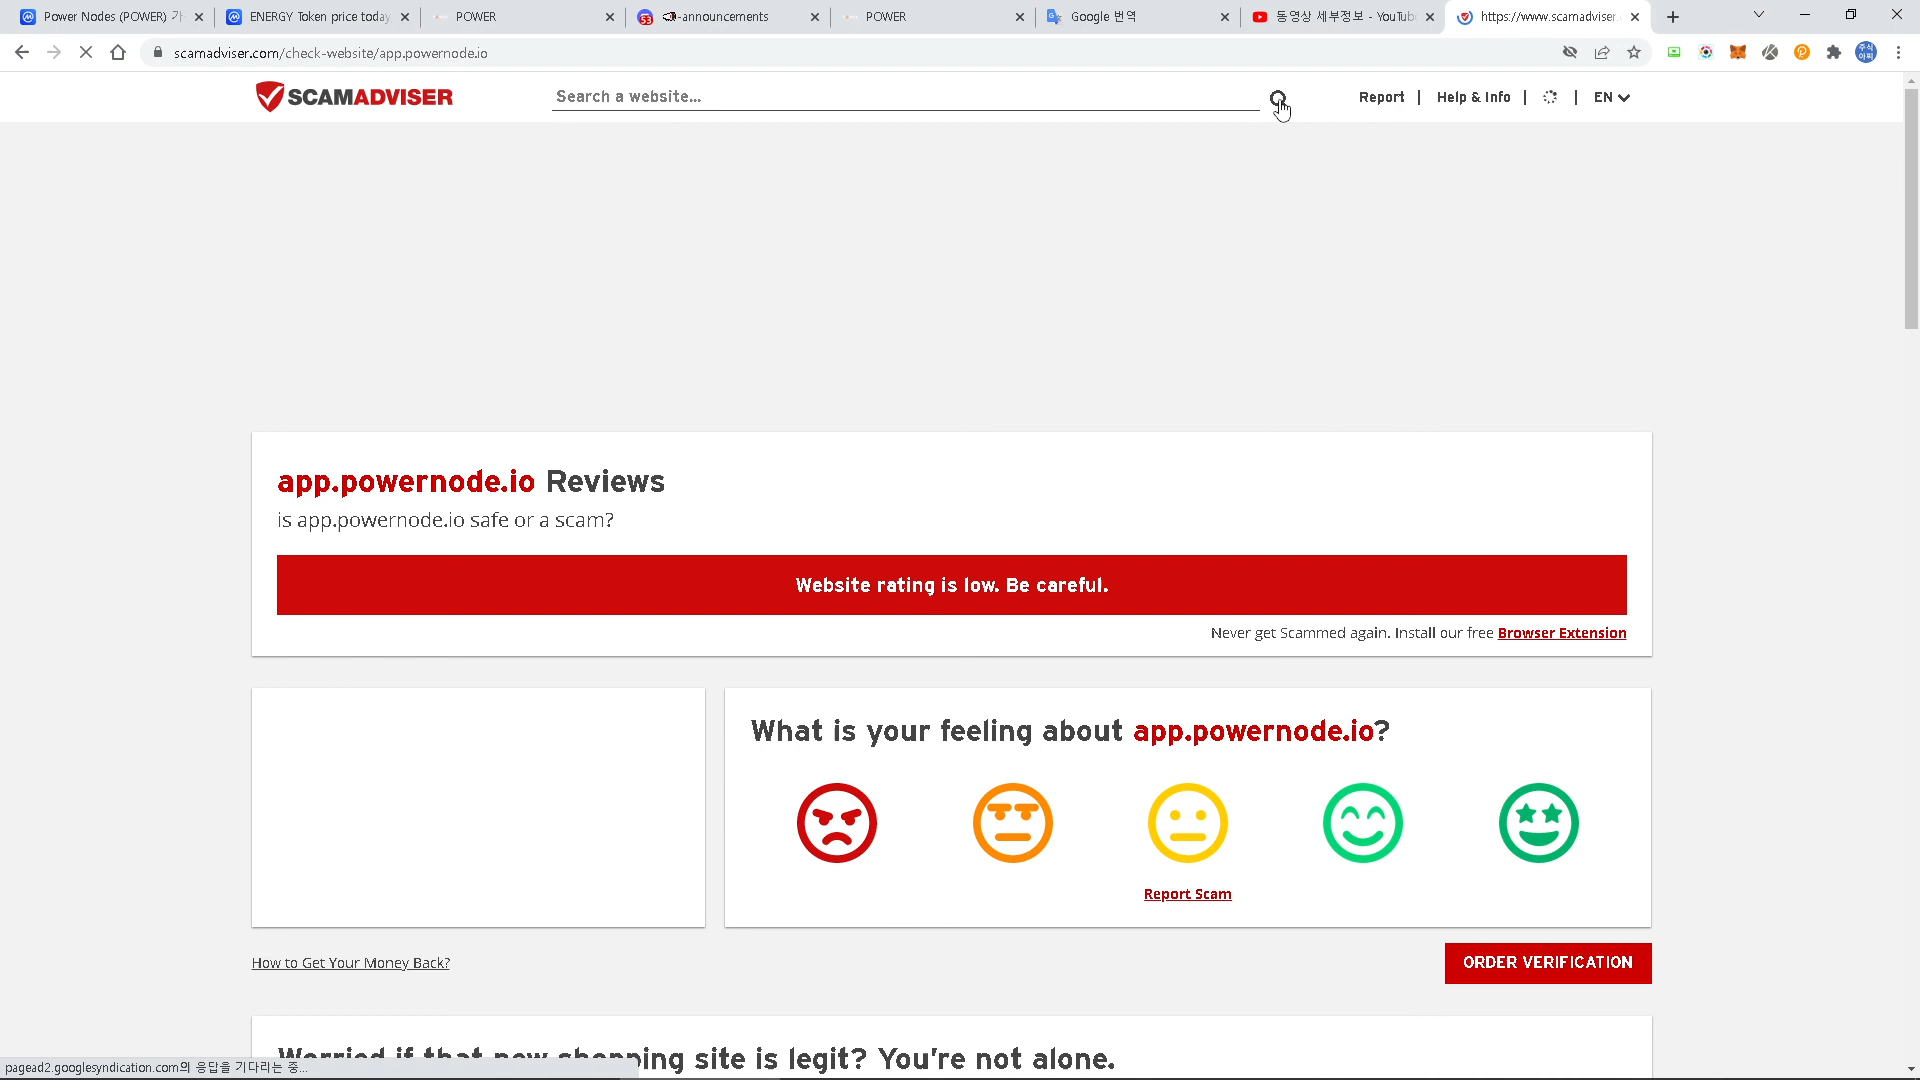 Power Nodes (POWER) 가
ENERGY Token price today
POWER
53
-announcements
POWER
Google 번역
동영상 세부정보 - YouTube
https://www.scamadviser.
scamadviser.com/check-website/app.powernode.io
주식
SCAMADVISER
Search a website...
Report | Help & Info | | EN
app.powernode.io Reviews
is app.powernode.io safe or a scam?
Website rating is low. Be careful.
Never get Scammed again. Install our free Browser Extension
What is your feeling about app.powernode.io?
Report Scam
How to Get Your Money Back?
ORDER VERIFICATION
Worried if that new shopping site is legit? You're not alone.
pagead2.googlesyndication.com의 응답을 기다리는 중...